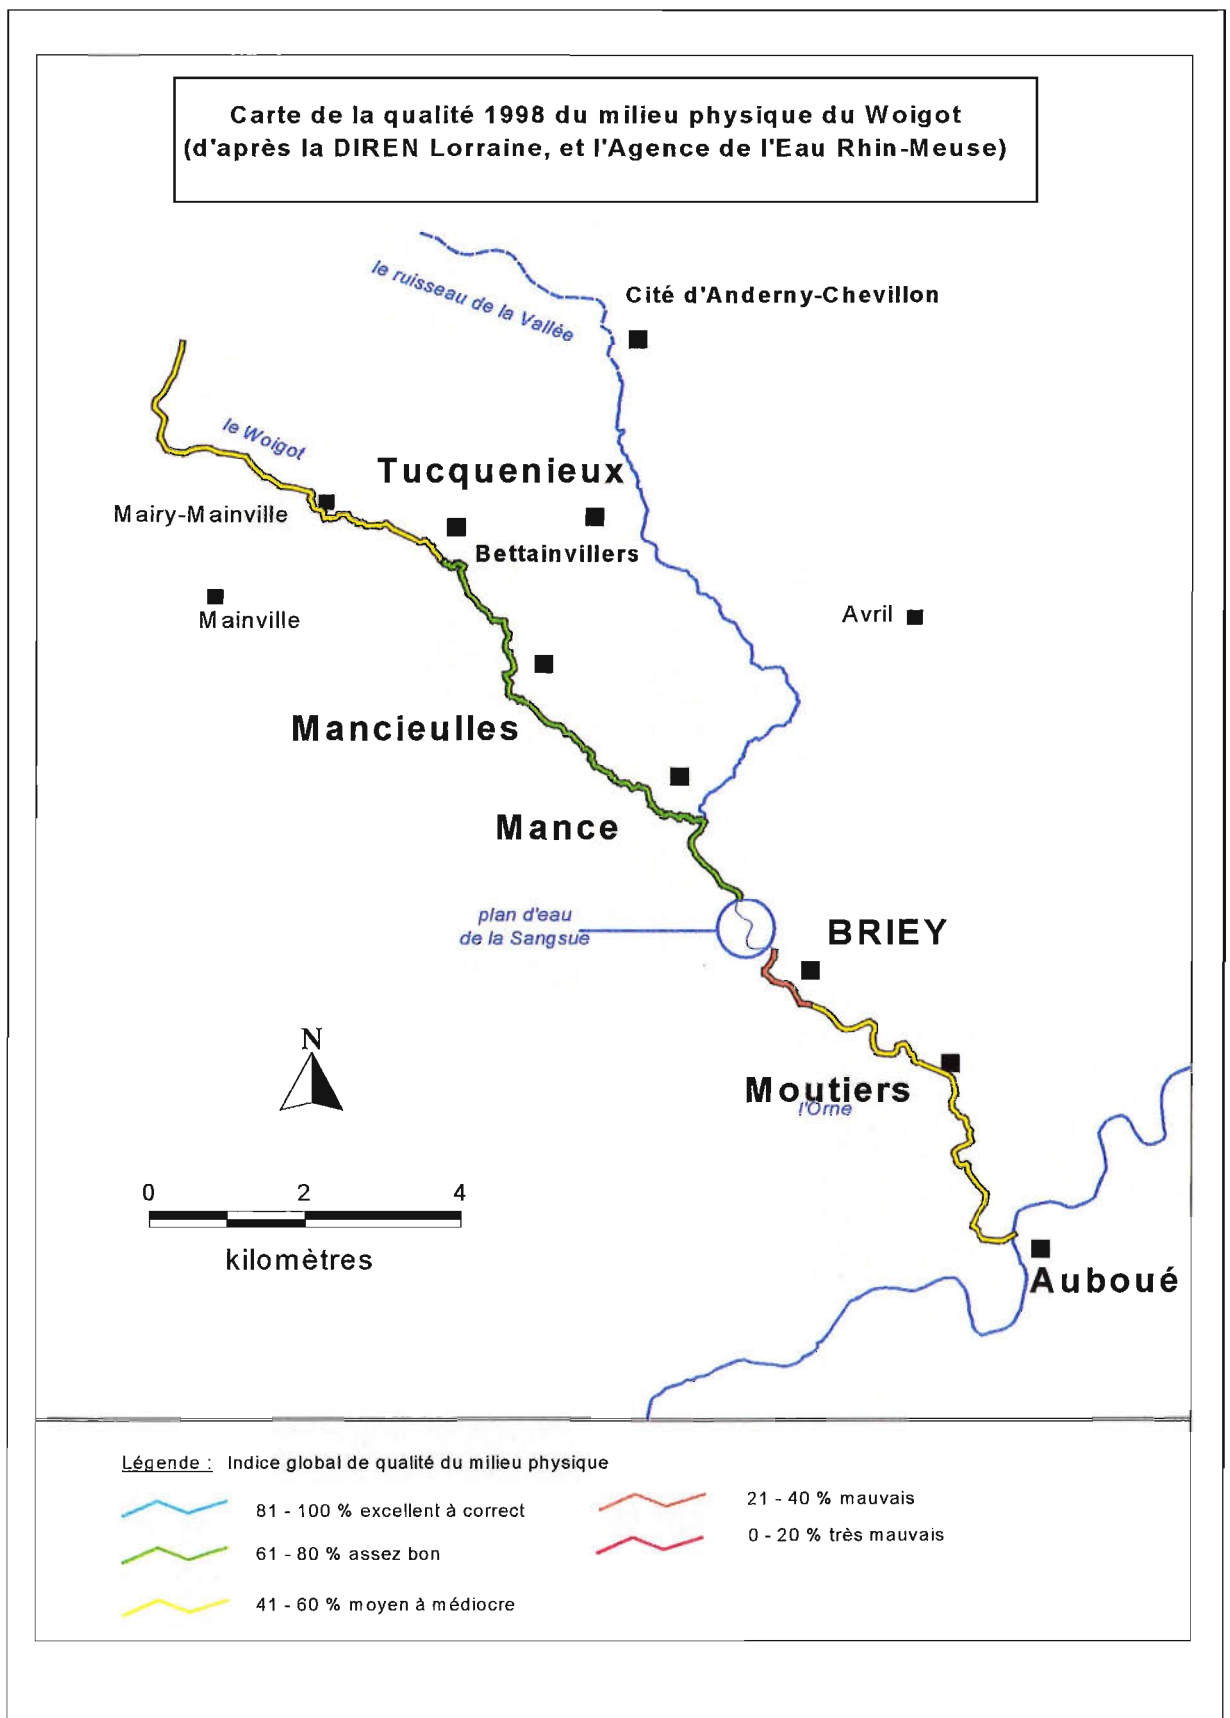 Carte de la qualité 1998 du milieu physique du Woigot
(d'après la DIREN Lorraine, et l'Agence de l'Eau Rhin-Meuse)
le ruisseau de la Vallée
Cité d'Anderny-Chevillon
le Woigot
Tucquenieux
Mairy-Mainville
Bettainvillers
Mainville
Avril
Mancieulles
Mance
plan d'eau
de la Sangsue
BRIEY
N
Moutiers
l'Orne
0 2 4
kilomètres
Auboué
Légende : Indice global de qualité du milieu physique
81 - 100 % excellent à correct
61 - 80 % assez bon
41 - 60 % moyen à médiocre
21 - 40 % mauvais
0 - 20 % très mauvais